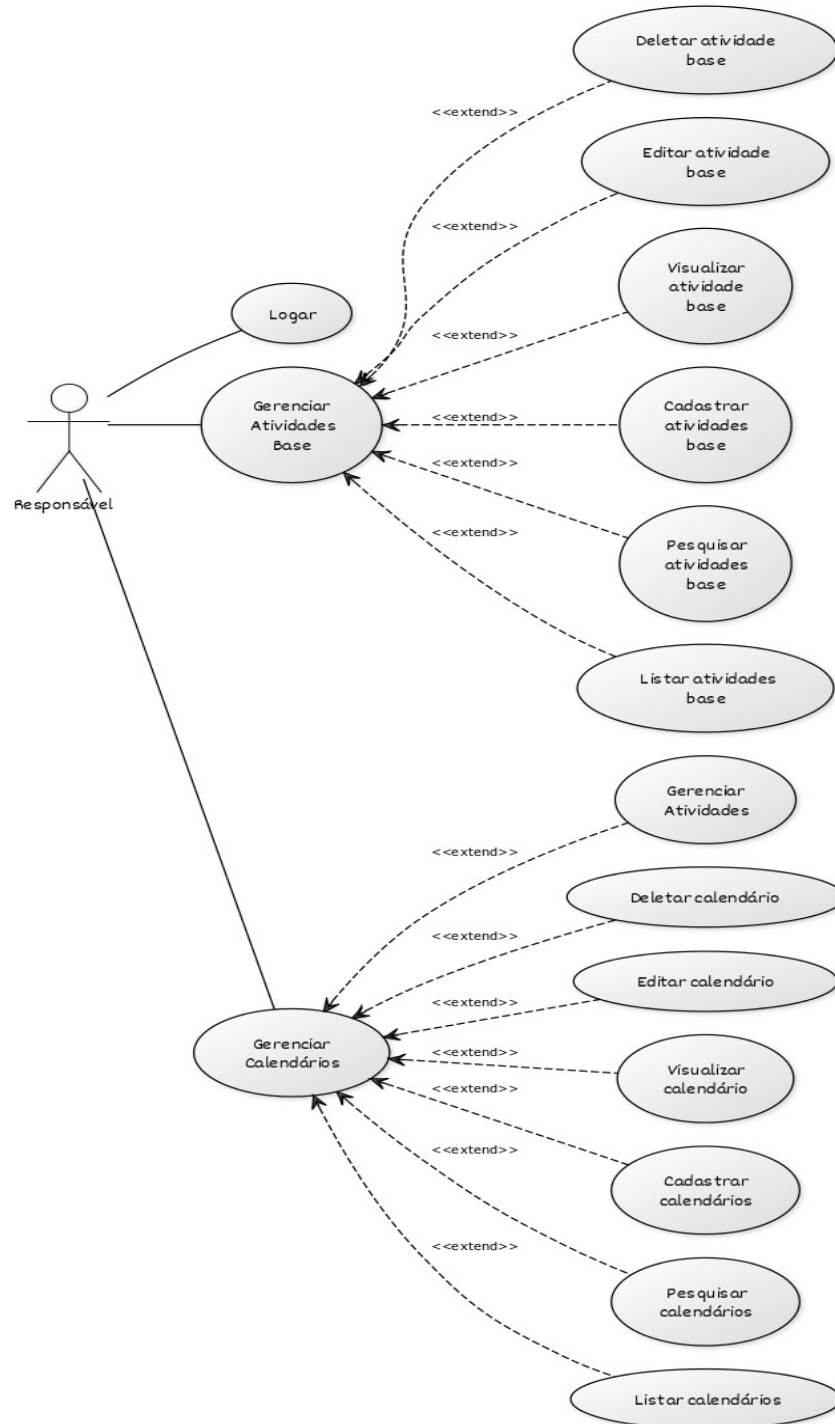 Deletar atividade
base
<<extend>>
Editar atividade
base
<<extend>>
Visualizar
atividade
base
Logar
<<extend>>
Gerenciar
Atividades
Base
<<extend>>
Cadastrar
atividades
base
<<extend>>
Responsável
<<extend>>
Pesquisar
atividades
base
Listar atividades
base
Gerenciar
Atividades
<<extend>>
Deletar calendário
<<extend>>
Editar calendário
<<extend>>
Gerenciar
Calendários
<<extend>>
Visualizar
calendário
<<extend>>
<<extend>>
Cadastrar
calendários
<<extend>>
Pesquisar
calendários
Listar calendários